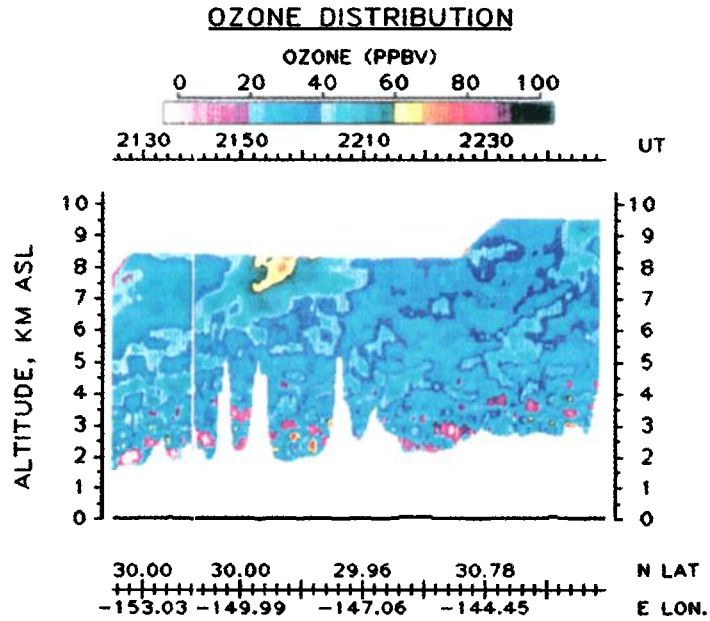 OZONE DISTRIBUTION
OZONE (PPBV)
0 20 40 60 80 100
2130 2150 2210 2230 UT
10 10
9 9
8 8
7 7
6 6
5 5
4 4
3 3
2 2
1 1
0 0
ALTITUDE, KM ASL
30.00 30.00 29.96 30.78 N LAT
-153.03 -149.99 -147.06 -144.45 E LON.